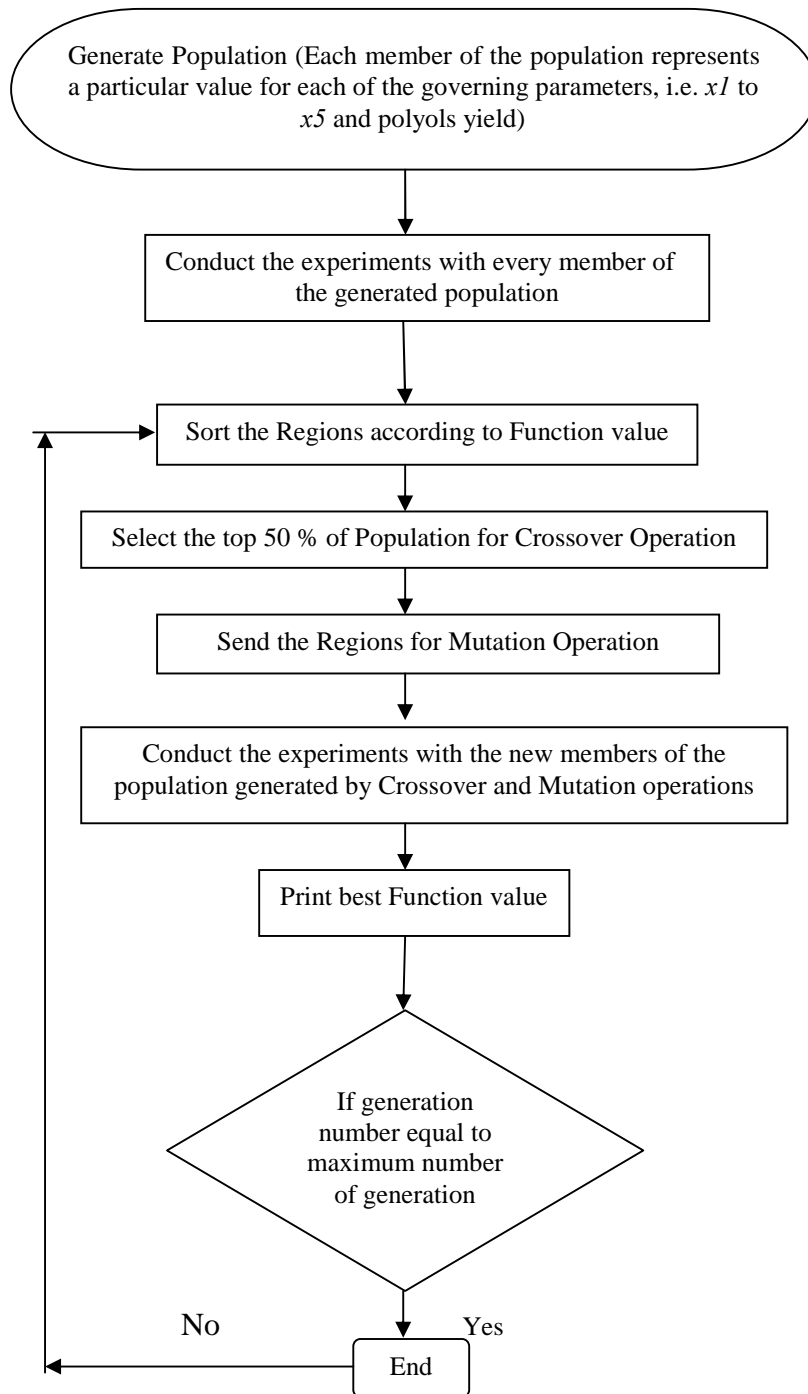 Generate Population (Each member of the population represents
a particular value for each of the governing parameters, i.e. x1 to
x5 and polyols yield)
Conduct the experiments with every member of
the generated population
Sort the Regions according to Function value
Select the top 50 % of Population for Crossover Operation
Send the Regions for Mutation Operation
Conduct the experiments with the new members of the
population generated by Crossover and Mutation operations
Print best Function value
If generation
number equal to
maximum number
of generation
No
Yes
End